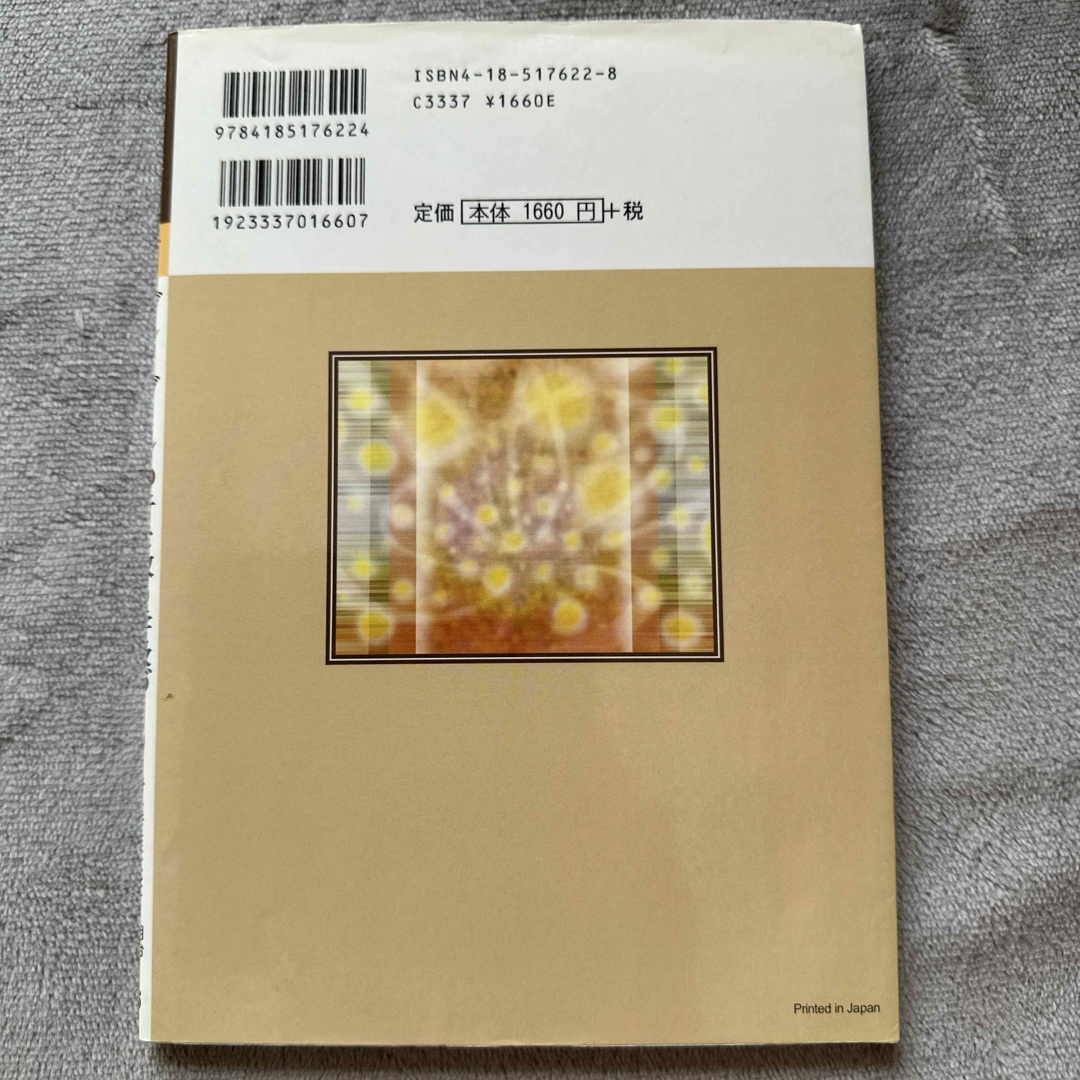 ISBN4-18-517622-8
C3337 ¥1660E
9784185176224
1923337016607
定価 本体 1660 円+税
Printed in Japan